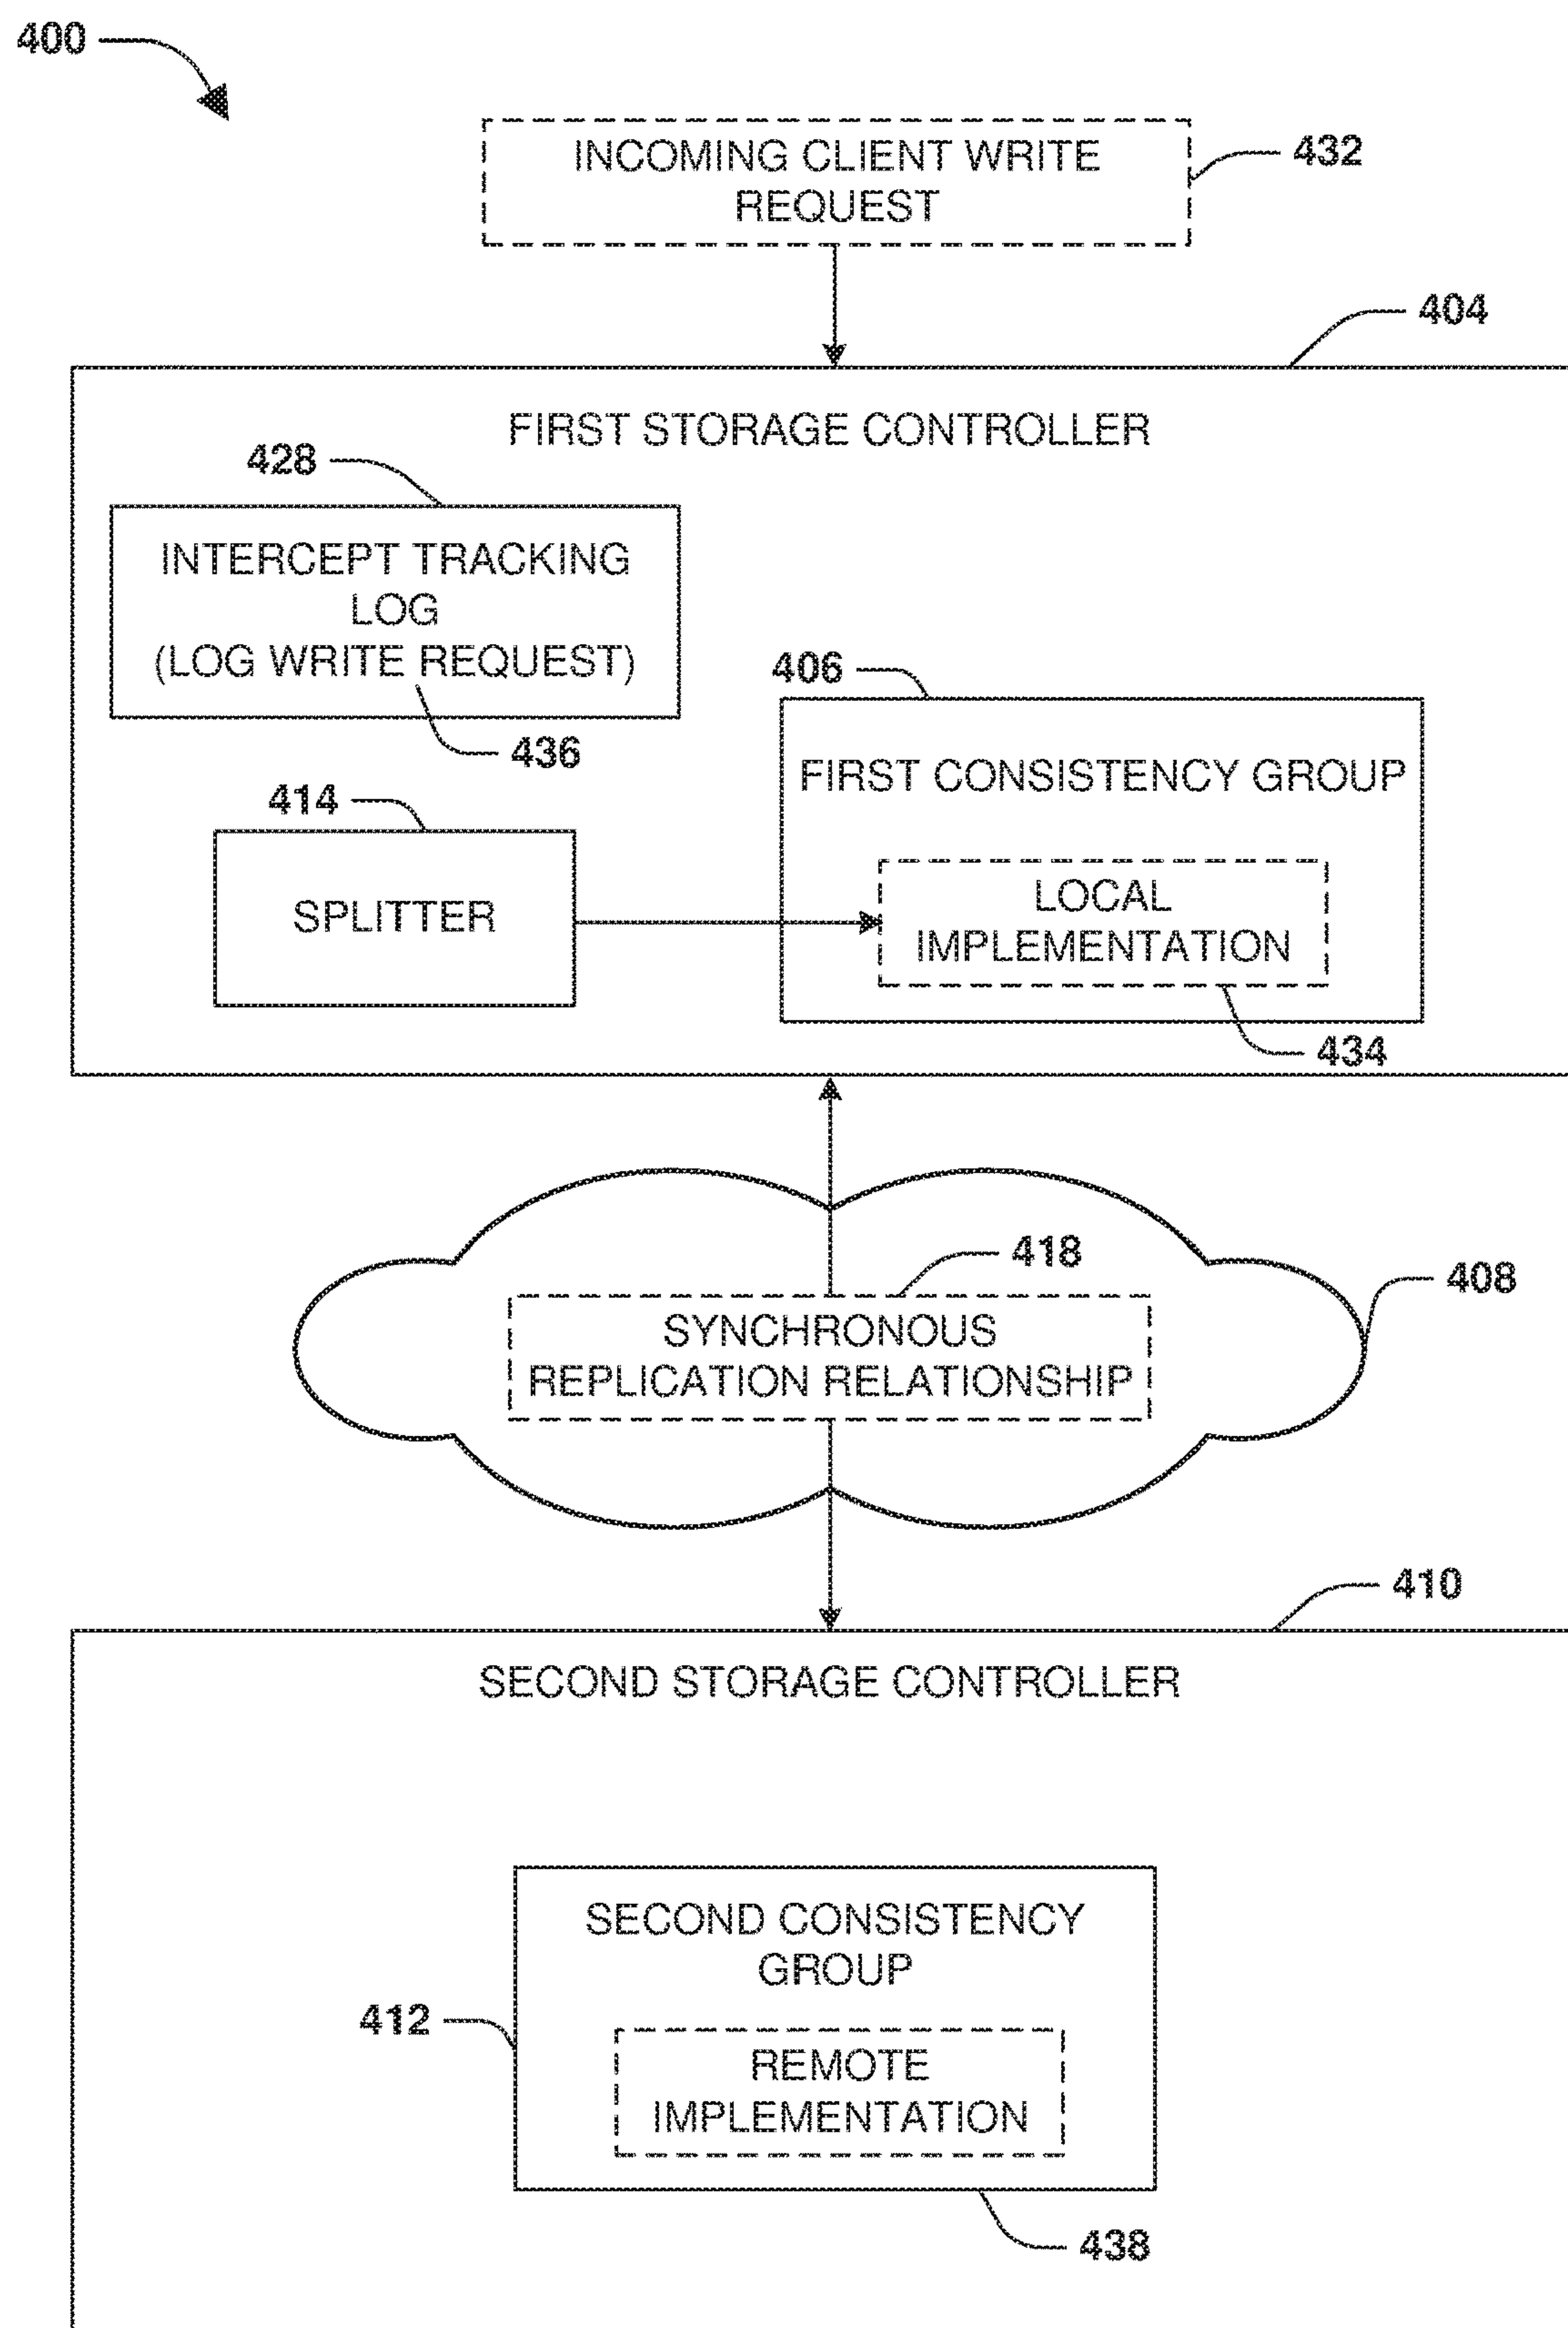 400
INCOMING CLIENT WRITE
REQUEST
432
404
FIRST STORAGE CONTROLLER
428
INTERCEPT TRACKING
LOG
(LOG WRITE REQUEST)
436
406
FIRST CONSISTENCY GROUP
414
SPLITTER
LOCAL
IMPLEMENTATION
434
418
408
SYNCHRONOUS
REPLICATION RELATIONSHIP
410
SECOND STORAGE CONTROLLER
SECOND CONSISTENCY
GROUP
412
REMOTE
IMPLEMENTATION
438